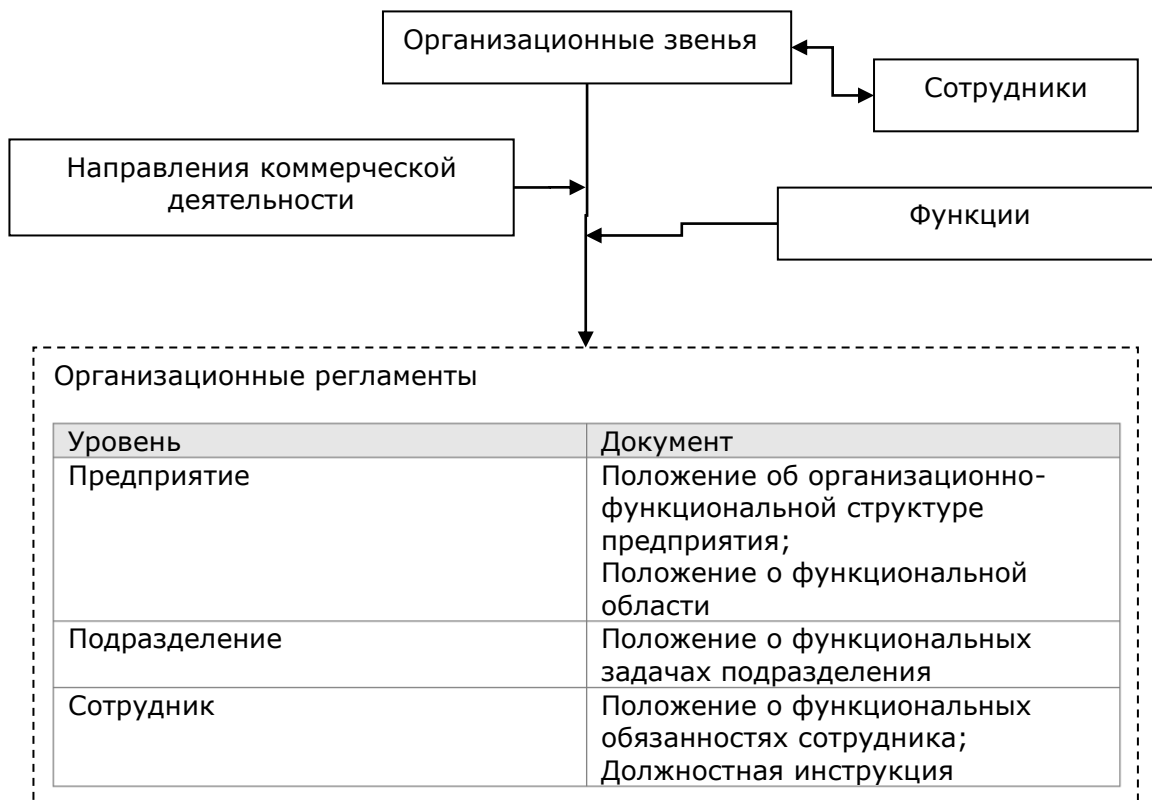 Организационные звенья
Сотрудники
Направления коммерческой
деятельности
Функции
Организационные регламенты
Уровень
Документ
Предприятие
Положение об организационно-
функциональной структуре
предприятия;
Положение о функциональной
области
Подразделение
Положение о функциональных
задачах подразделения
Сотрудник
Положение о функциональных
обязанностях сотрудника;
Должностная инструкция